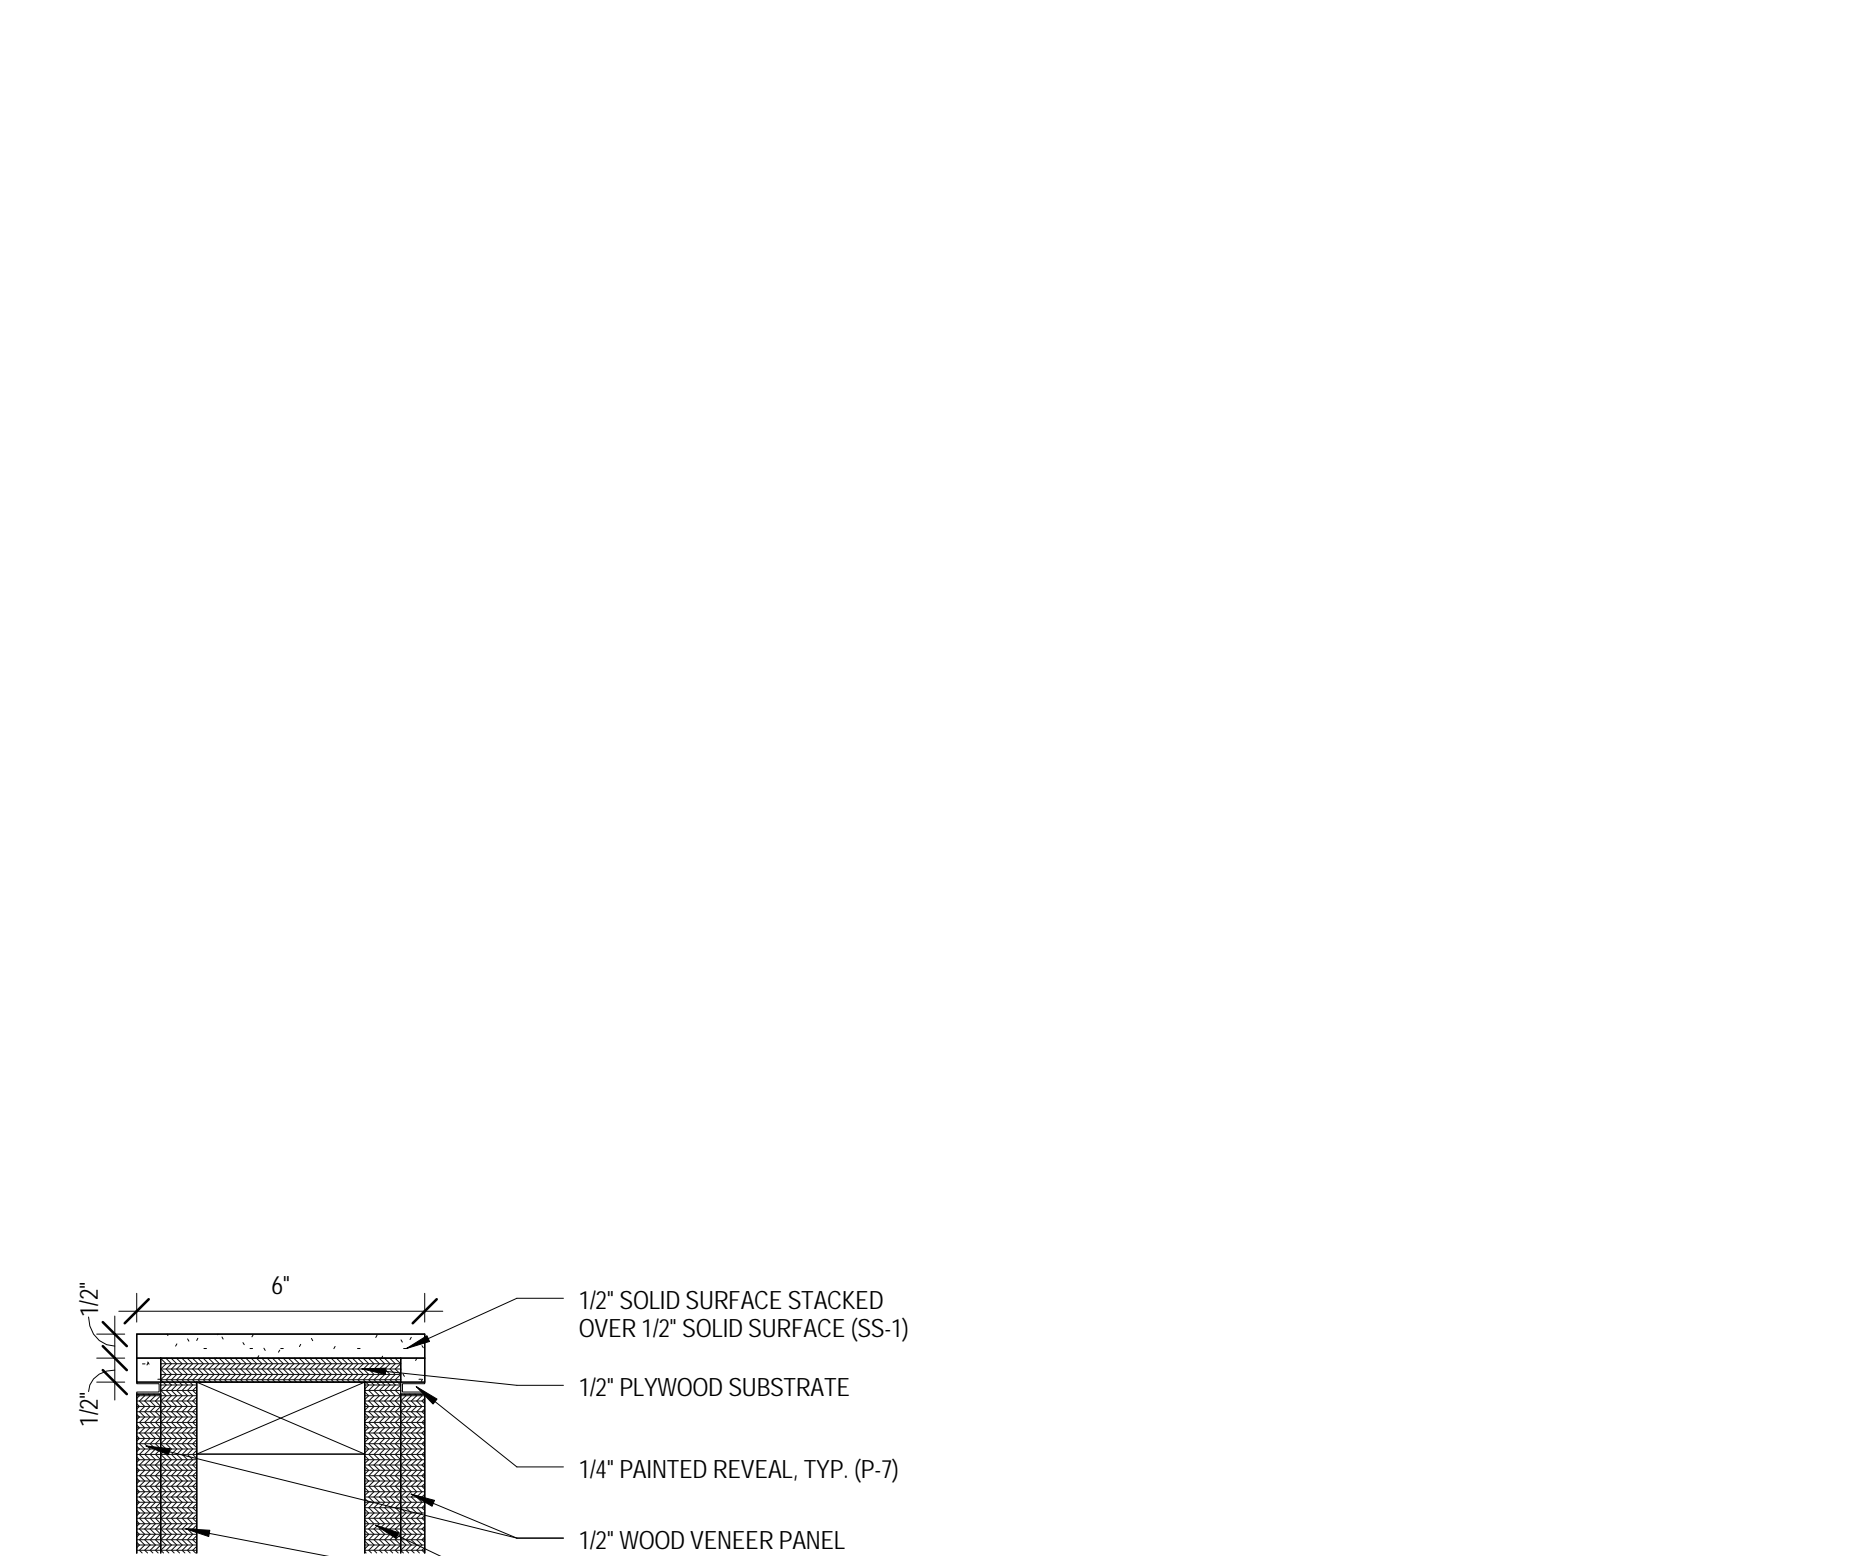 6"
1/2"
1/2"
1/2" SOLID SURFACE STACKED
OVER 1/2" SOLID SURFACE (SS-1)
1/2" PLYWOOD SUBSTRATE
1/4" PAINTED REVEAL, TYP. (P-7)
1/2" WOOD VENEER PANEL